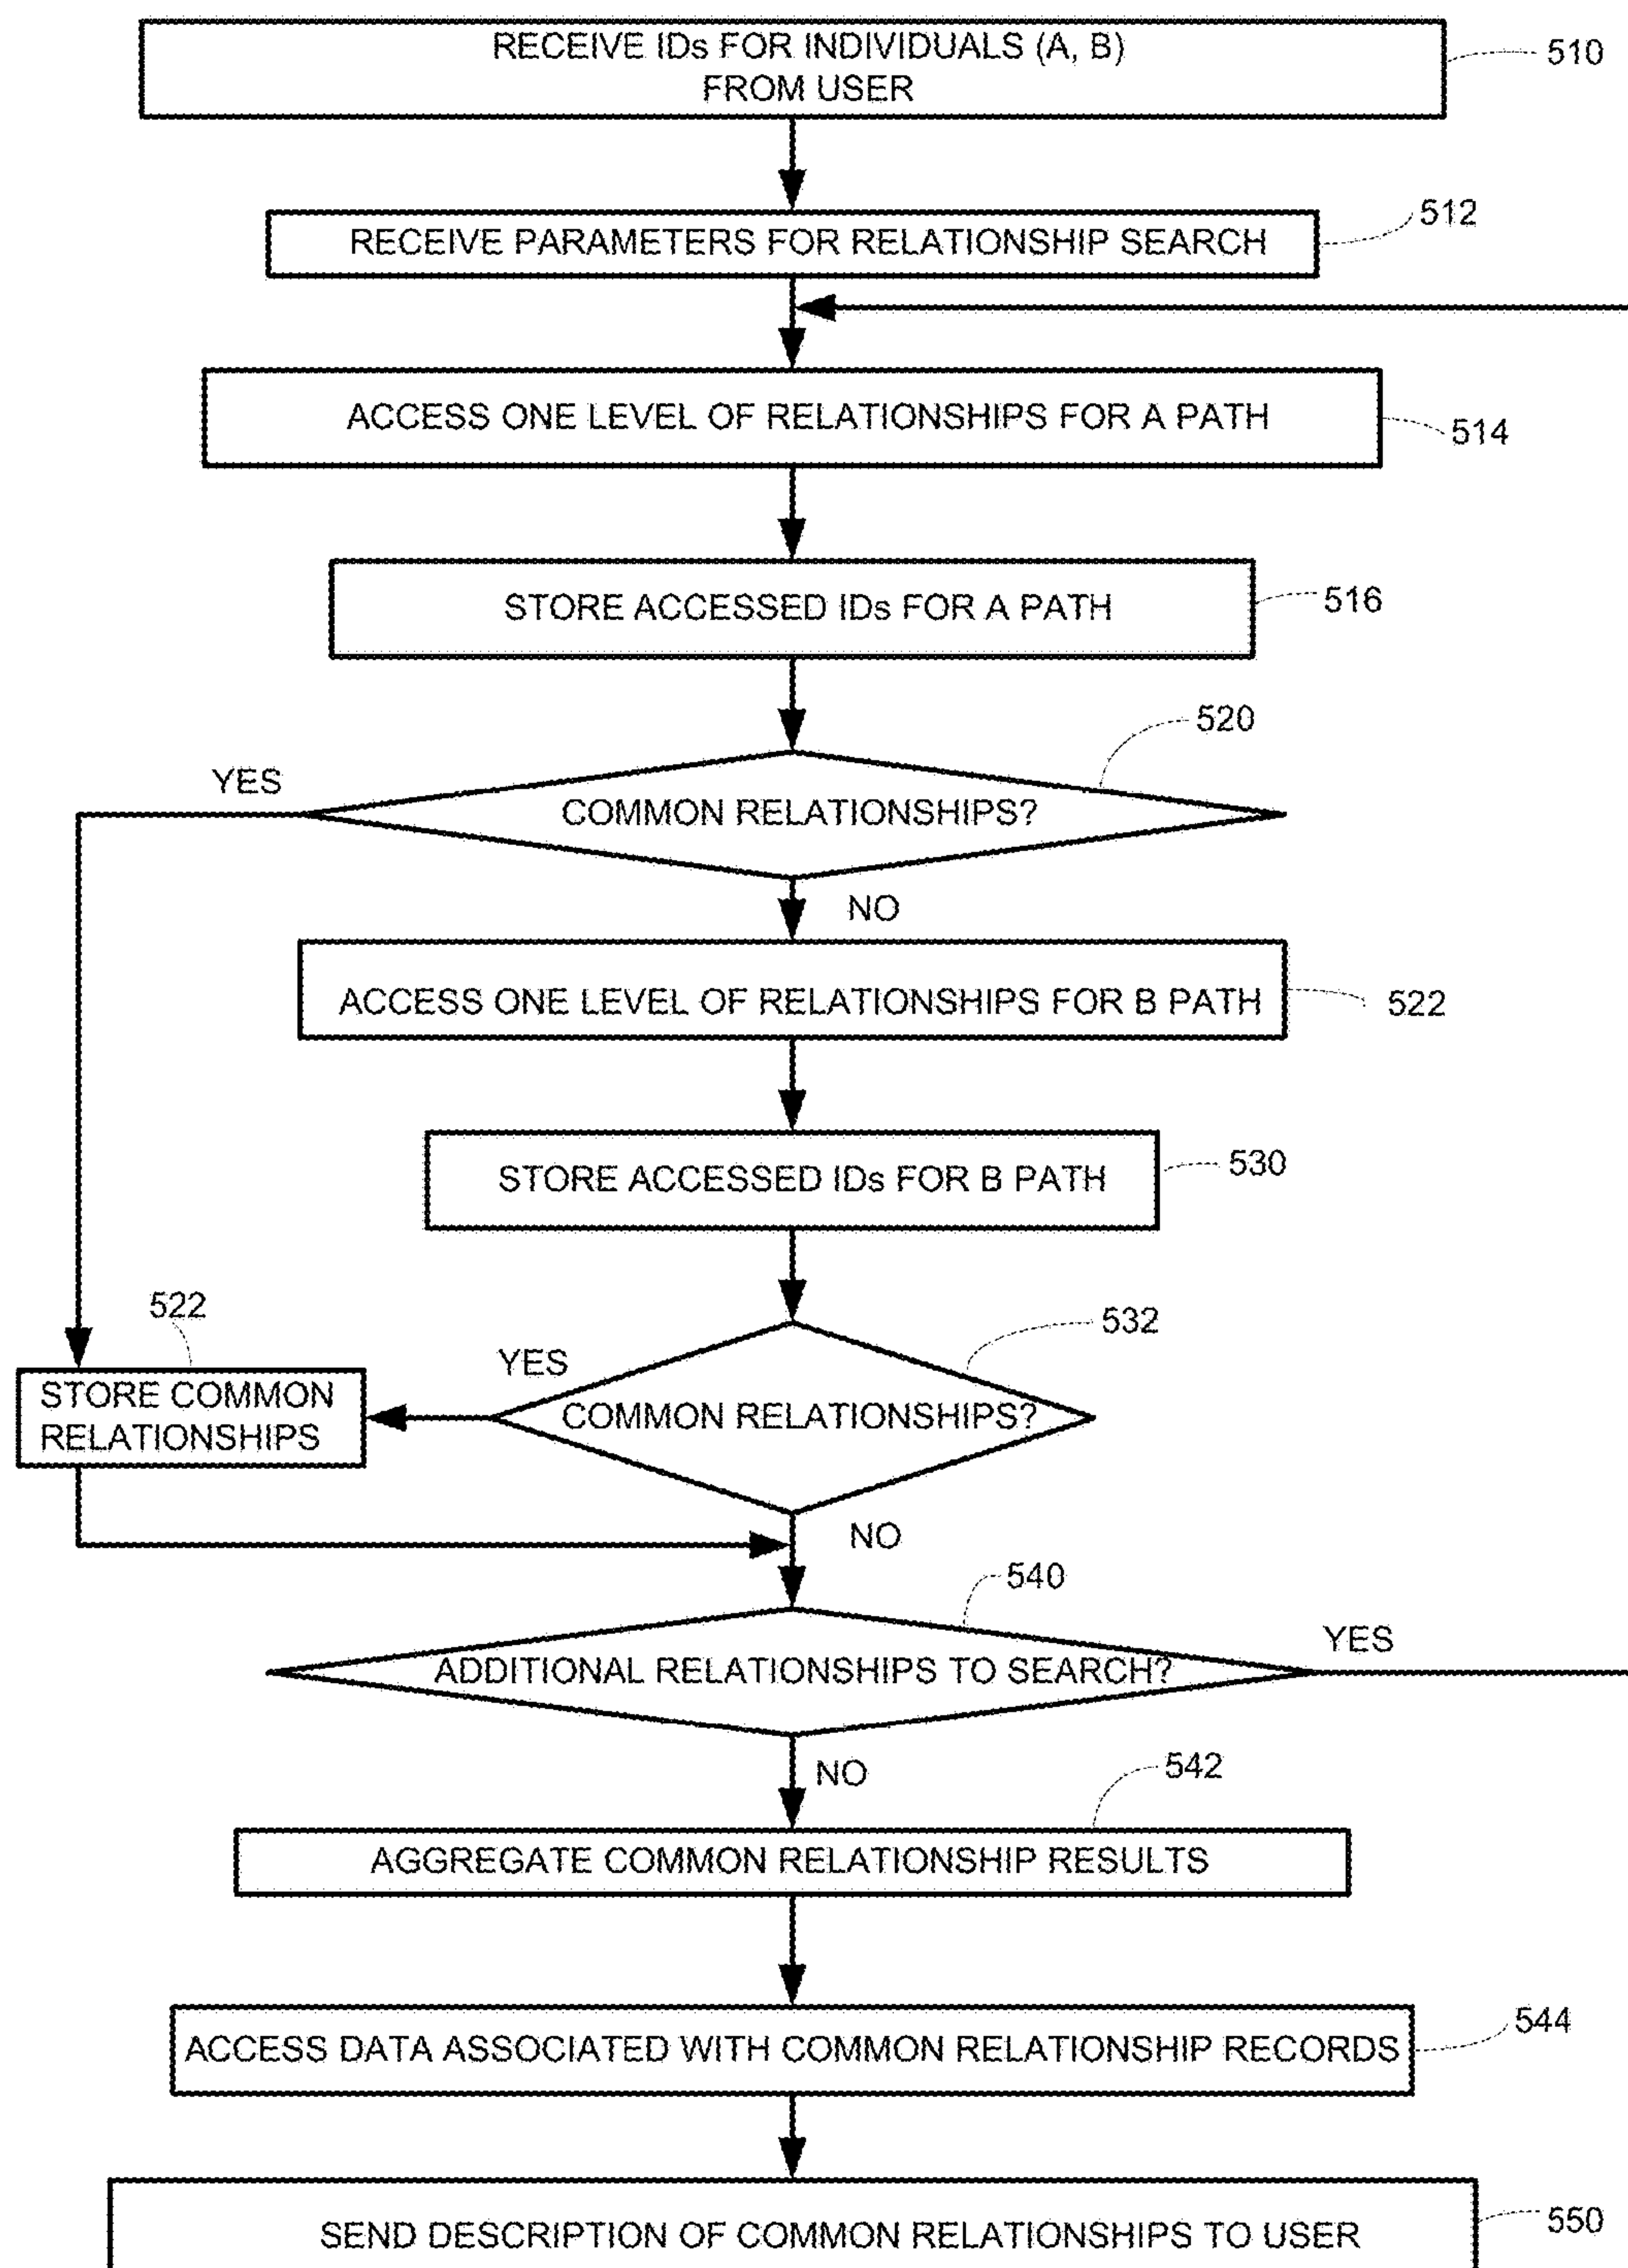 RECEIVE IDs FOR INDIVIDUALS (A, B)
FROM USER
510
RECEIVE PARAMETERS FOR RELATIONSHIP SEARCH
512
ACCESS ONE LEVEL OF RELATIONSHIPS FOR A PATH
514
STORE ACCESSED IDs FOR A PATH
516
520
YES
COMMON RELATIONSHIPS?
NO
ACCESS ONE LEVEL OF RELATIONSHIPS FOR B PATH
522
STORE ACCESSED IDs FOR B PATH
530
522
532
YES
STORE COMMON
RELATIONSHIPS
COMMON RELATIONSHIPS?
NO
540
YES
ADDITIONAL RELATIONSHIPS TO SEARCH?
NO
542
AGGREGATE COMMON RELATIONSHIP RESULTS
544
ACCESS DATA ASSOCIATED WITH COMMON RELATIONSHIP RECORDS
550
SEND DESCRIPTION OF COMMON RELATIONSHIPS TO USER